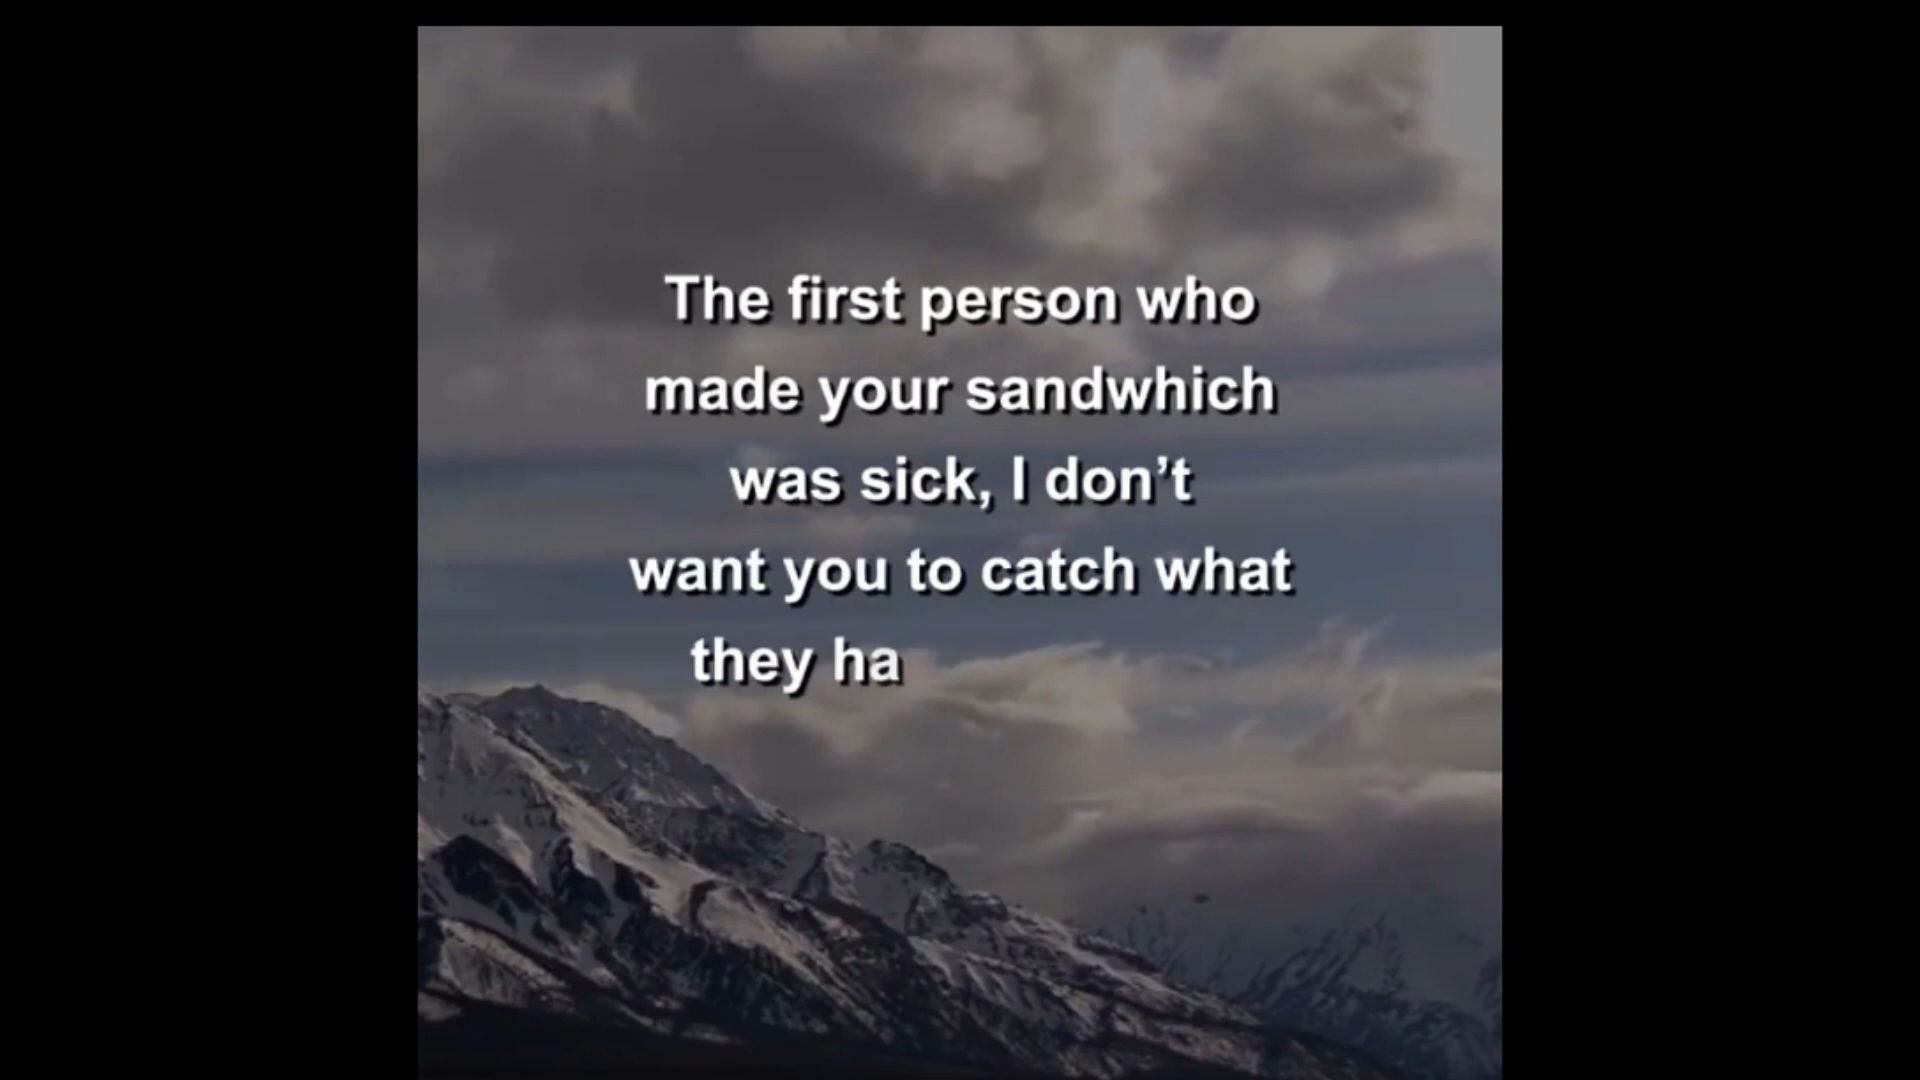 The first person who
made your sandwhich
was sick, I don’t
want you to catch what
they ha